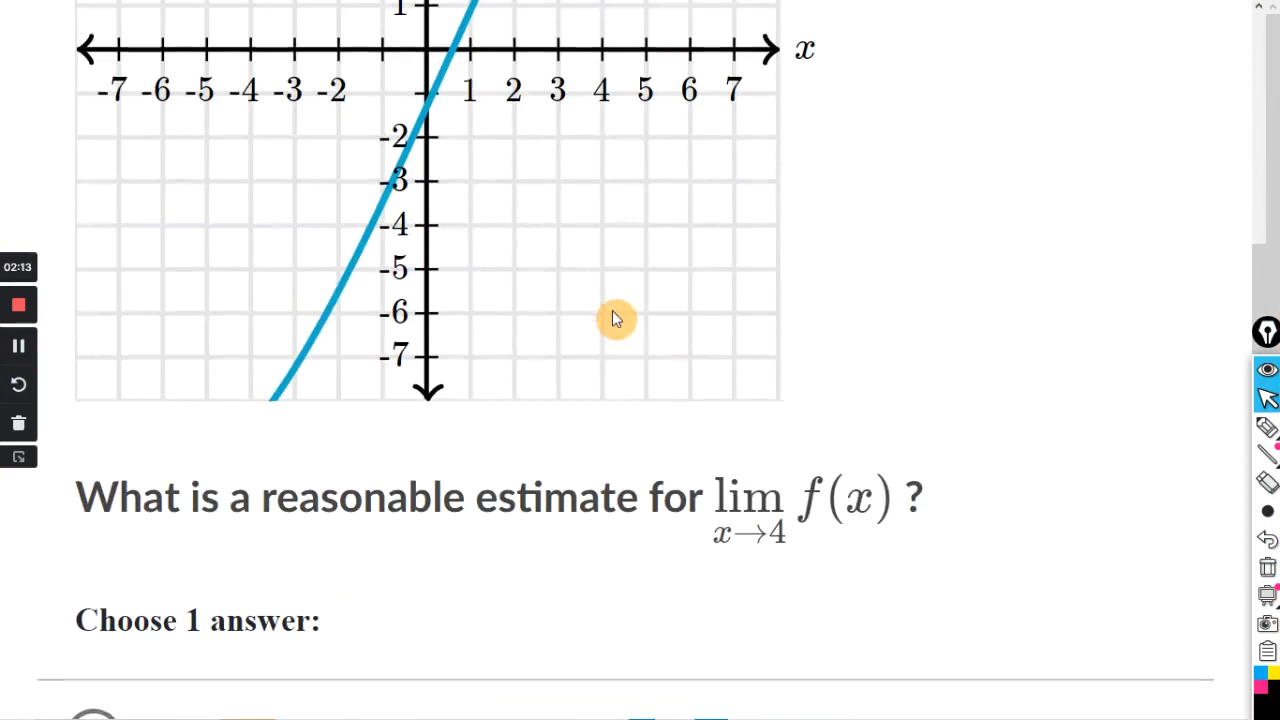 1
x
-7 -6 -5 -4 -3 -2 1 2 3 4 5 6 7
-2
-3
-4
02:13
-5
-6
-7
What is a reasonable estimate for lim x→4 f(x) ?
Choose 1 answer: